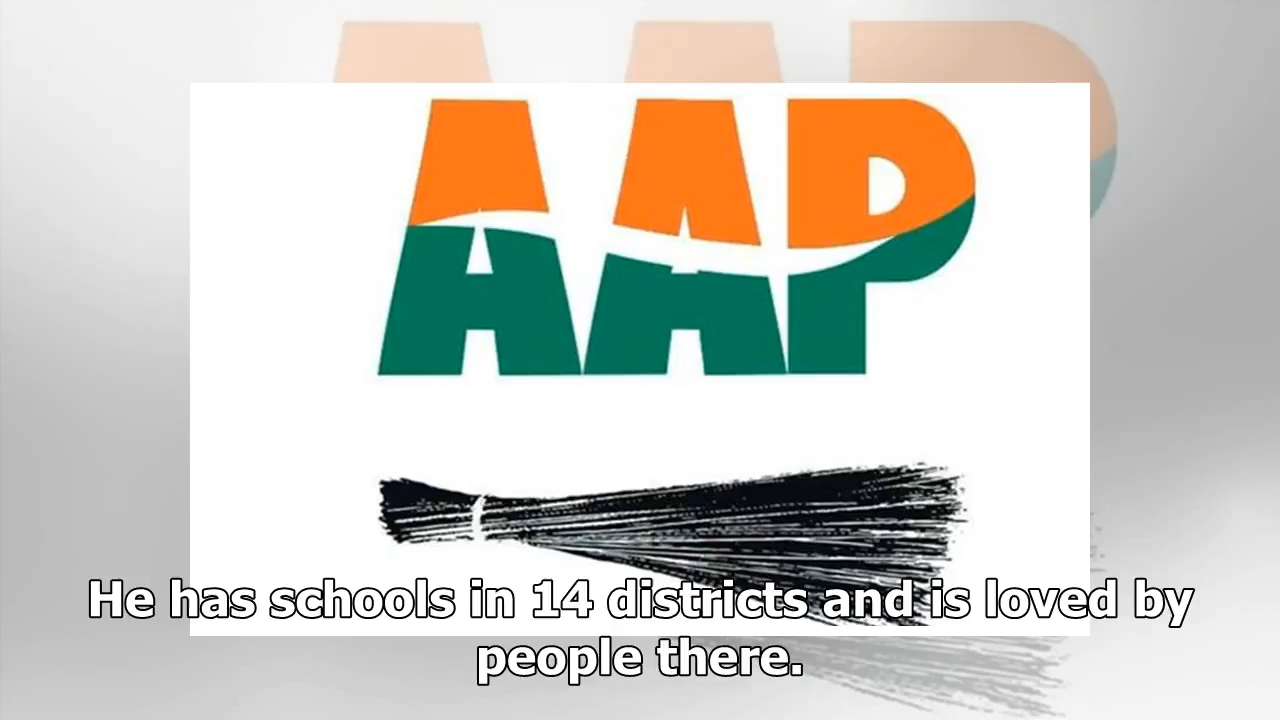 AAP
He has schools in 14 districts and is loved by
people there.